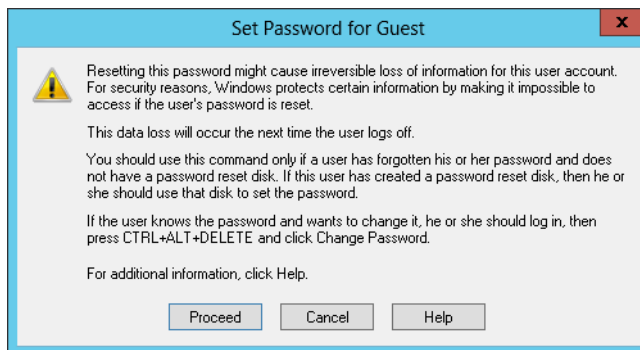 Set Password for Guest
x
Resetting this password might cause irreversible loss of information for this user account.
For security reasons, Windows protects certain information by making it impossible to
access if the user's password is reset.
This data loss will occur the next time the user logs off.
You should use this command only if a user has forgotten his or her password and does
not have a password reset disk. If this user has created a password reset disk, then he or
she should use that disk to set the password.
If the user knows the password and wants to change it, he or she should log in, then
press CTRL+ALT+DELETE and click Change Password.
For additional information, click Help.
Proceed Cancel Help